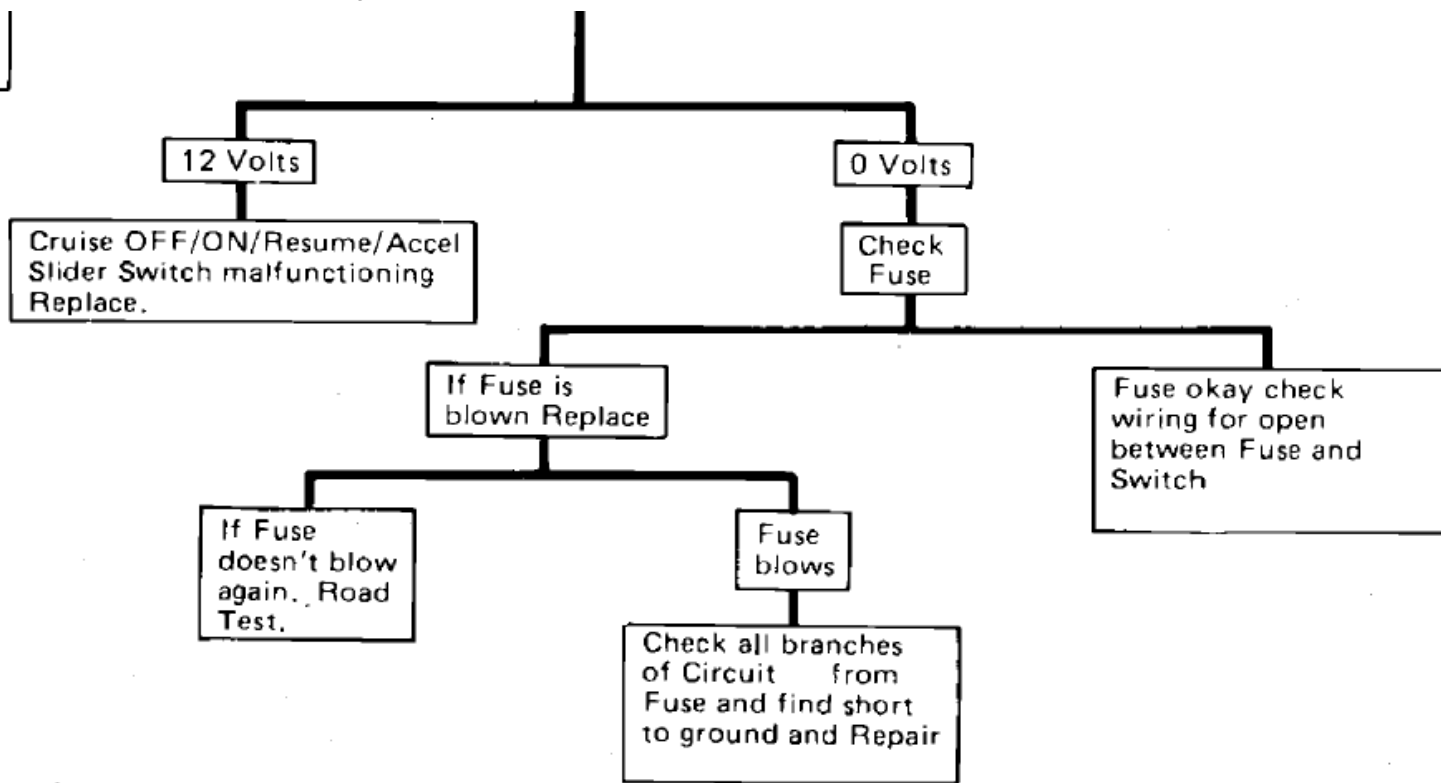 12 Volts
0 Volts
Cruise OFF/ON/Resume/Accel
Slider Switch malfunctioning
Replace.
Check
Fuse
If Fuse is
blown Replace
Fuse okay check
wiring for open
between Fuse and
Switch
If Fuse
doesn't blow
again. Road
Test.
Fuse
blows
Check all branches
of Circuit from
Fuse and find short
to ground and Repair